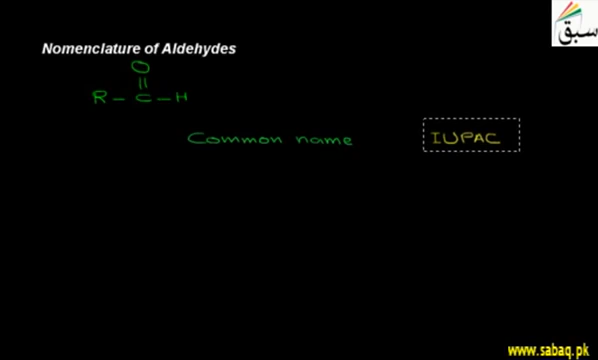 سبق
Nomenclature of Aldehydes
O
||
R — C — H
Common name IUPAC
www.sabaq.pk